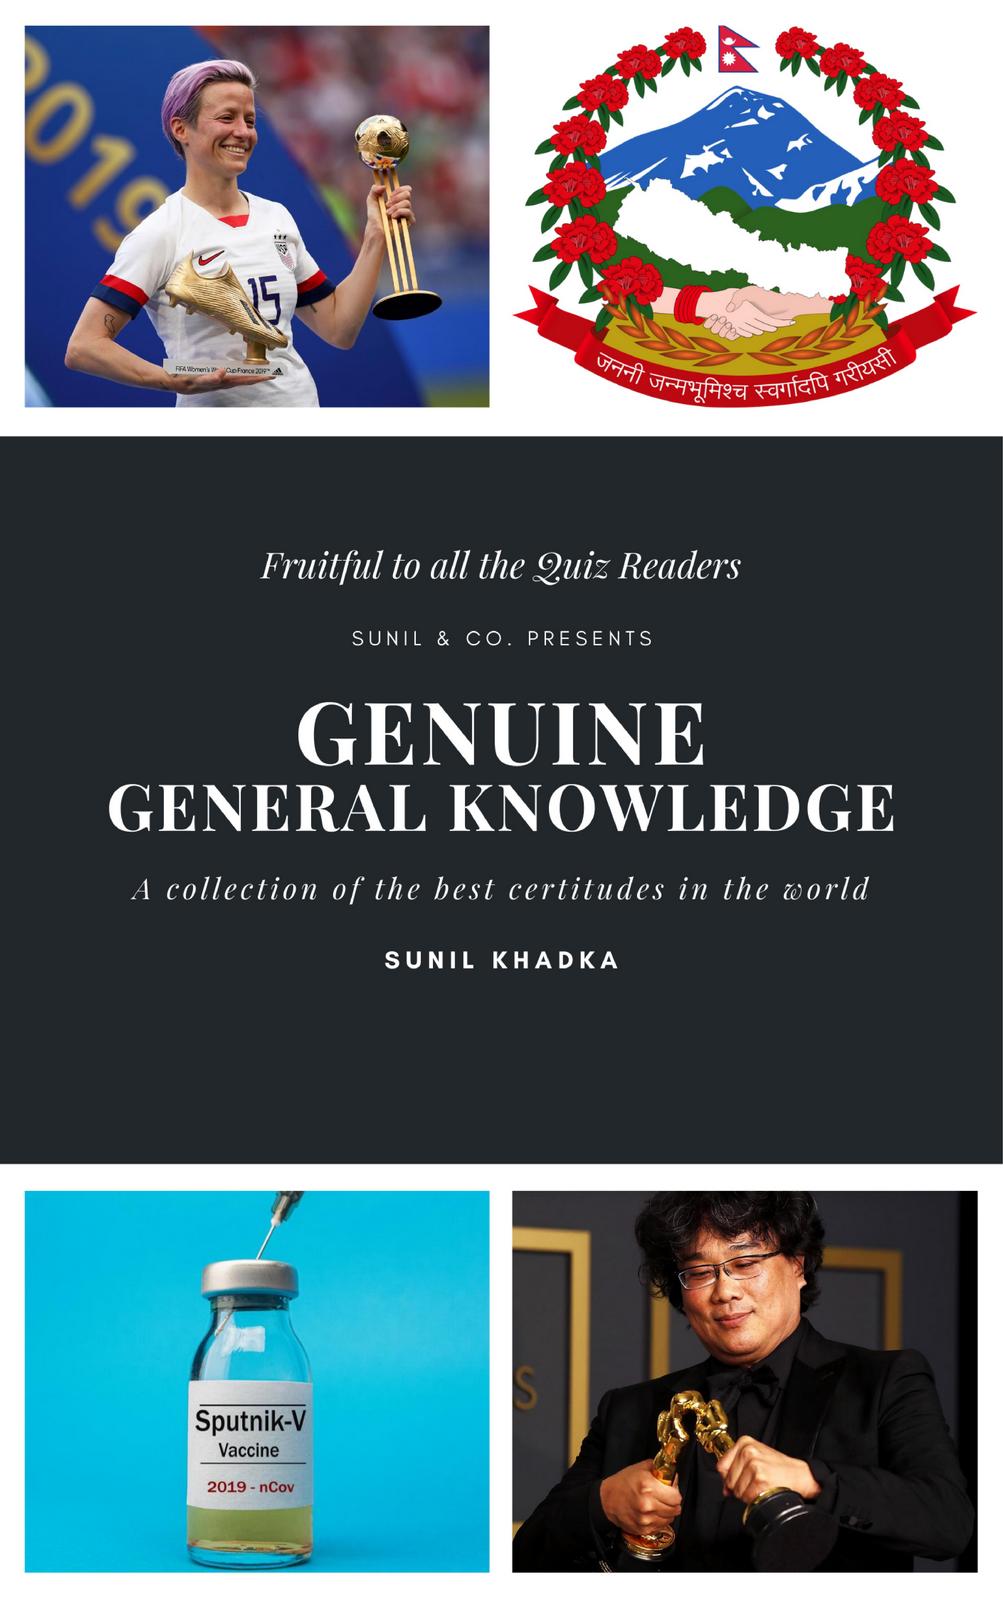 2019
15
FIFA Women's World Cup France 2019™ adidas
जननी जन्मभूमिश्च स्वर्गादपि गरीयसी
Fruitful to all the Quiz Readers
SUNIL & CO. PRESENTS
GENUINE
GENERAL KNOWLEDGE
A collection of the best certitudes in the world
SUNIL KHADKA
Sputnik-V
Vaccine
2019 - nCov
S